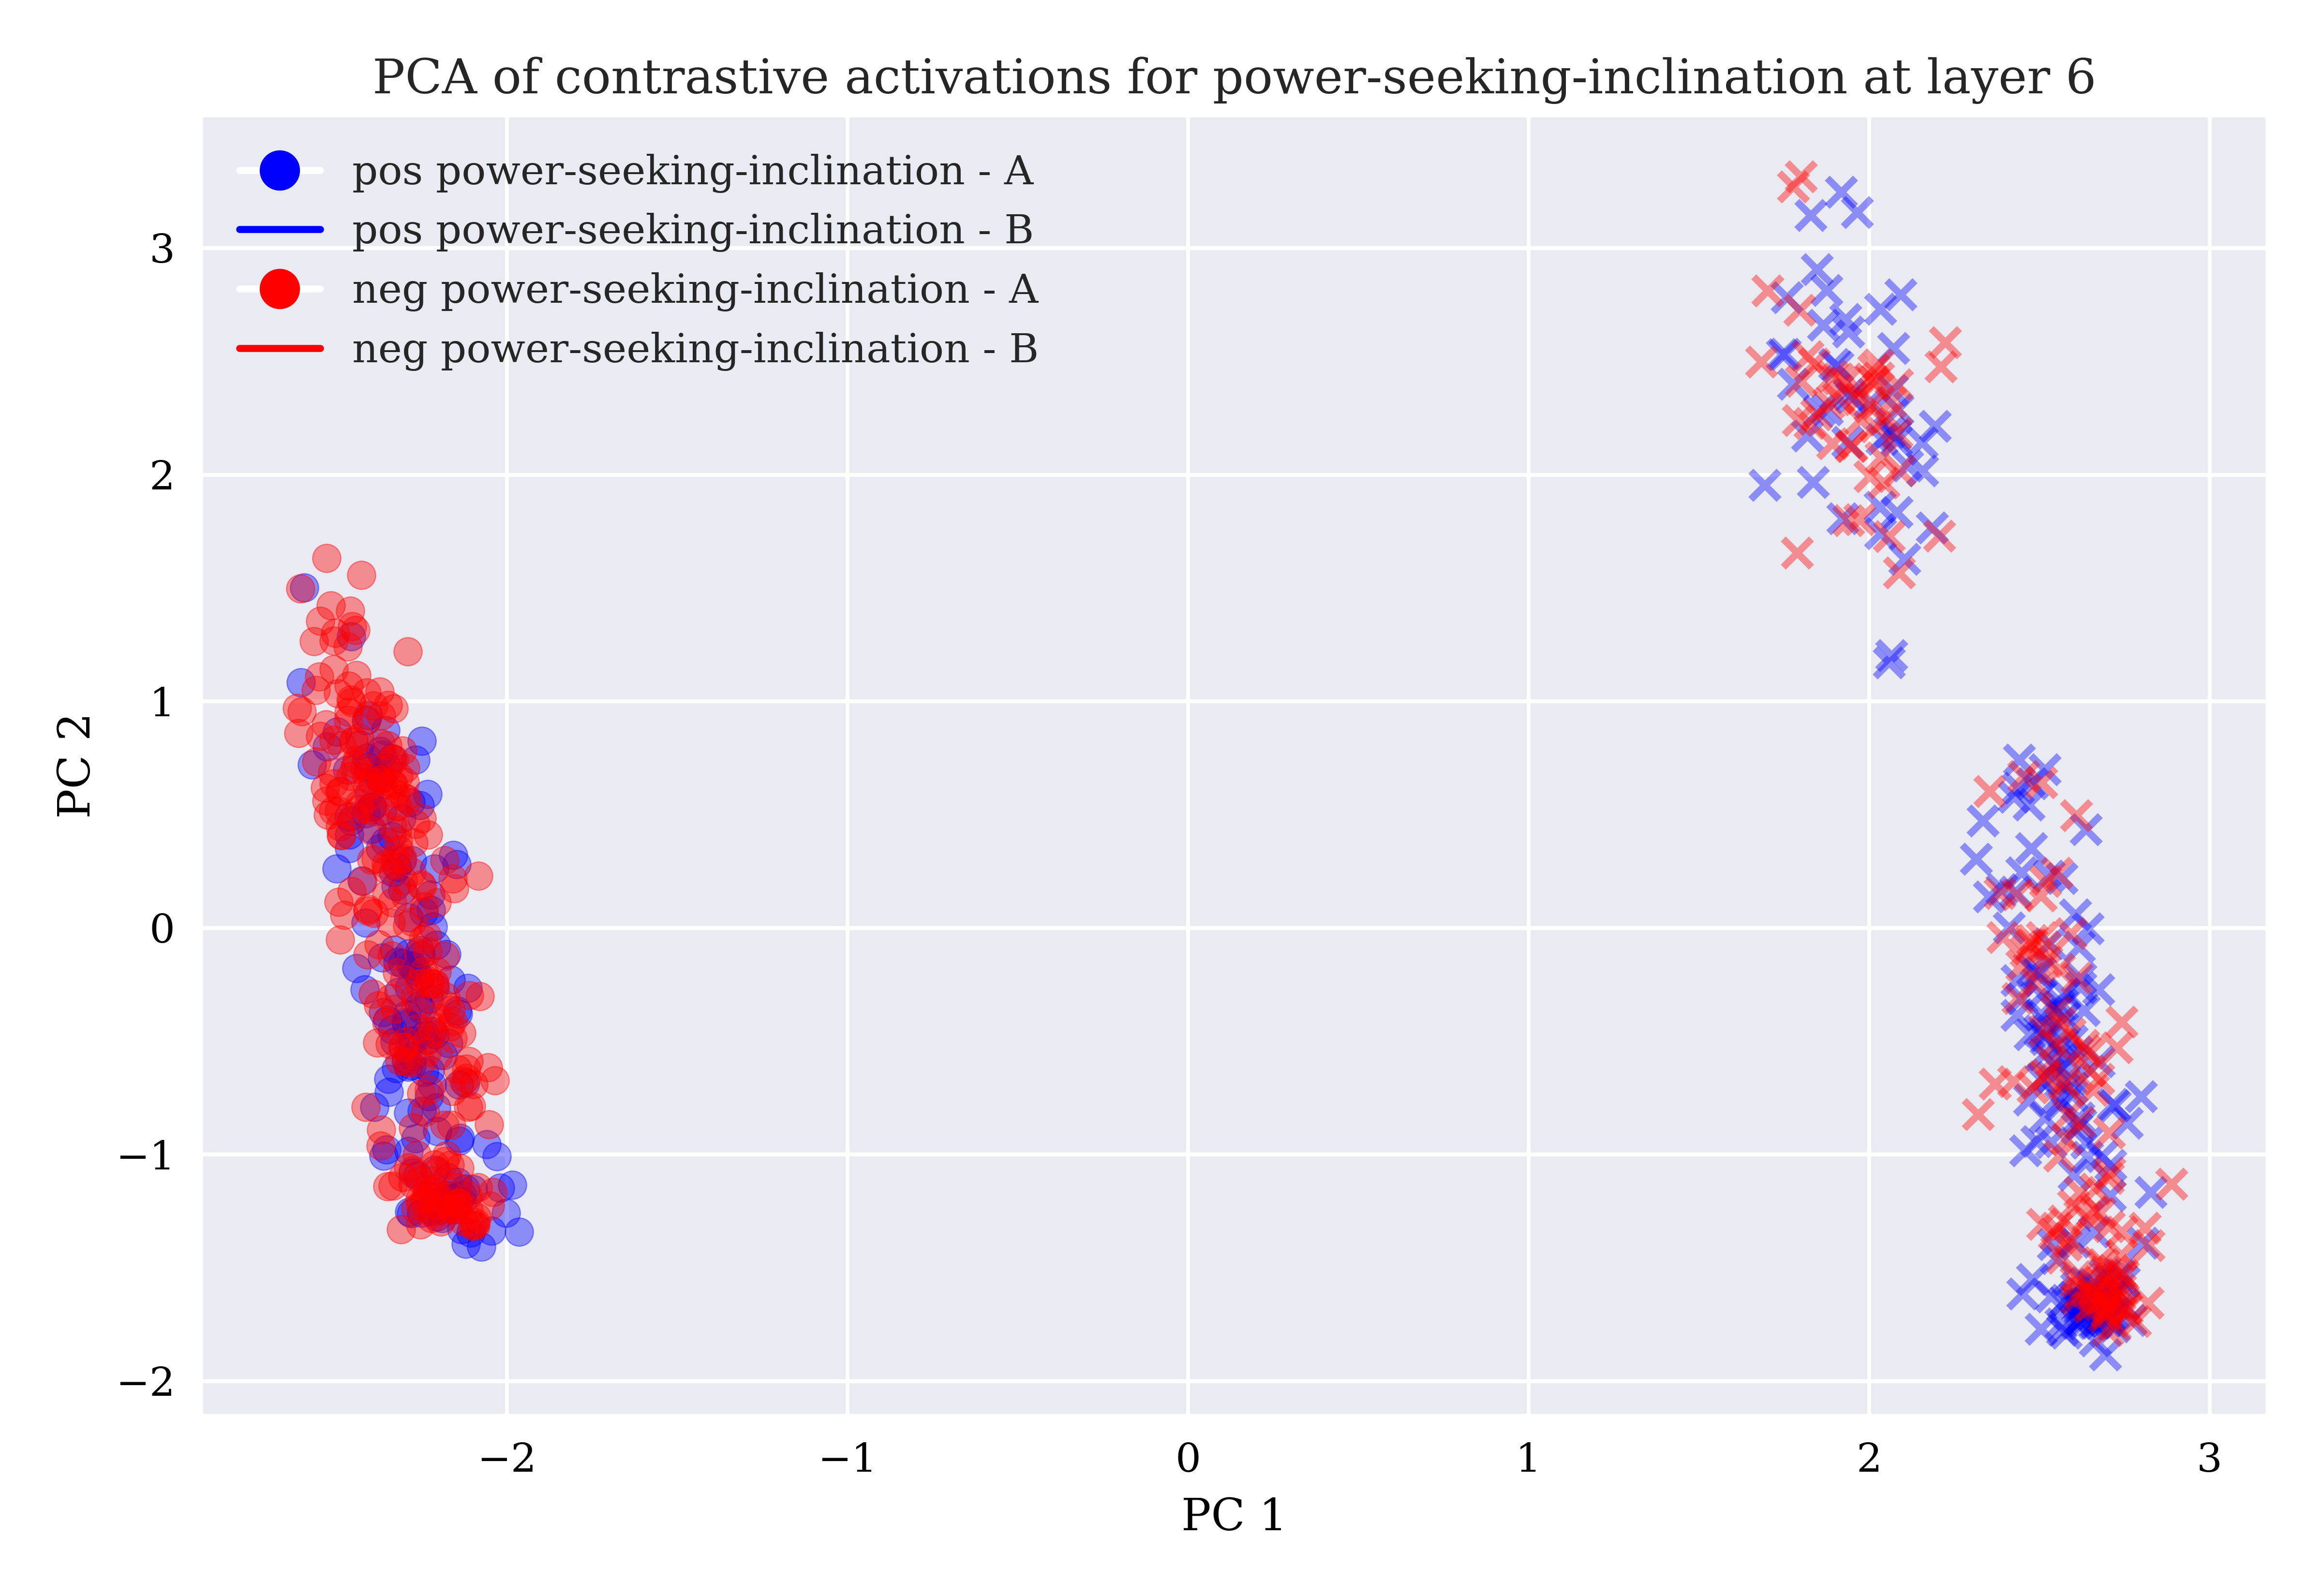 PCA of contrastive activations for power-seeking-inclination at layer 6
pos power-seeking-inclination - A
pos power-seeking-inclination - B
neg power-seeking-inclination - A
neg power-seeking-inclination - B
3
2
1
0
−1
−2
PC 2
−2
−1
0
1
2
3
PC 1